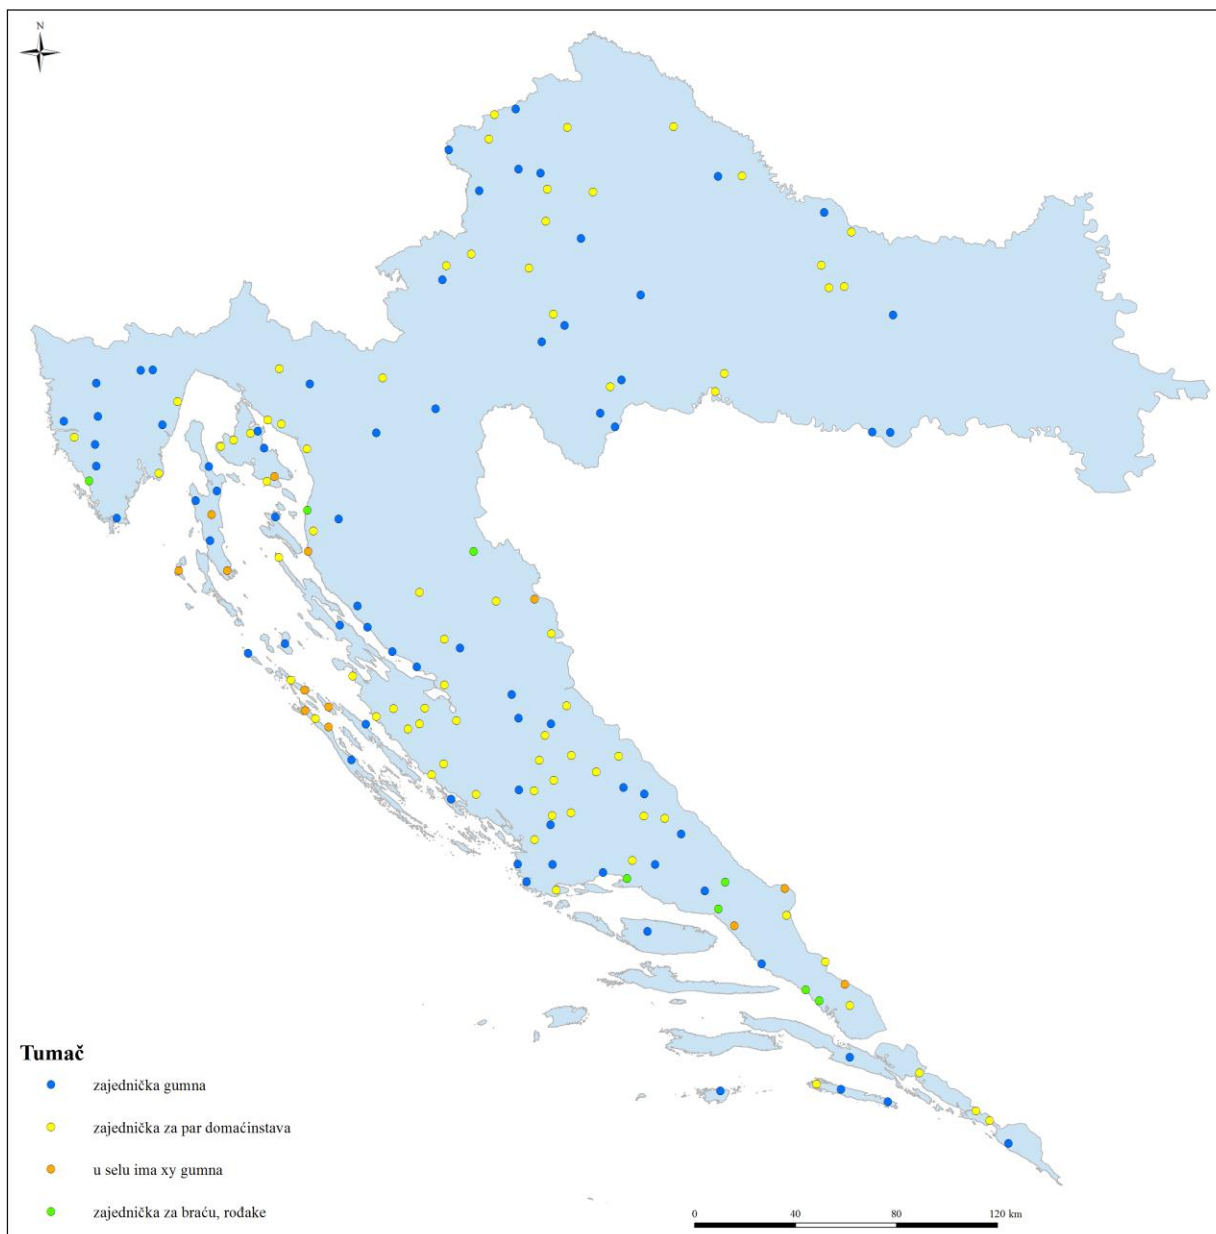 N
Tumač
zajednička gumna
zajednička za par domaćinstava
u selu ima xy gumna
zajednička za braću, rođake
0 40 80 120 km